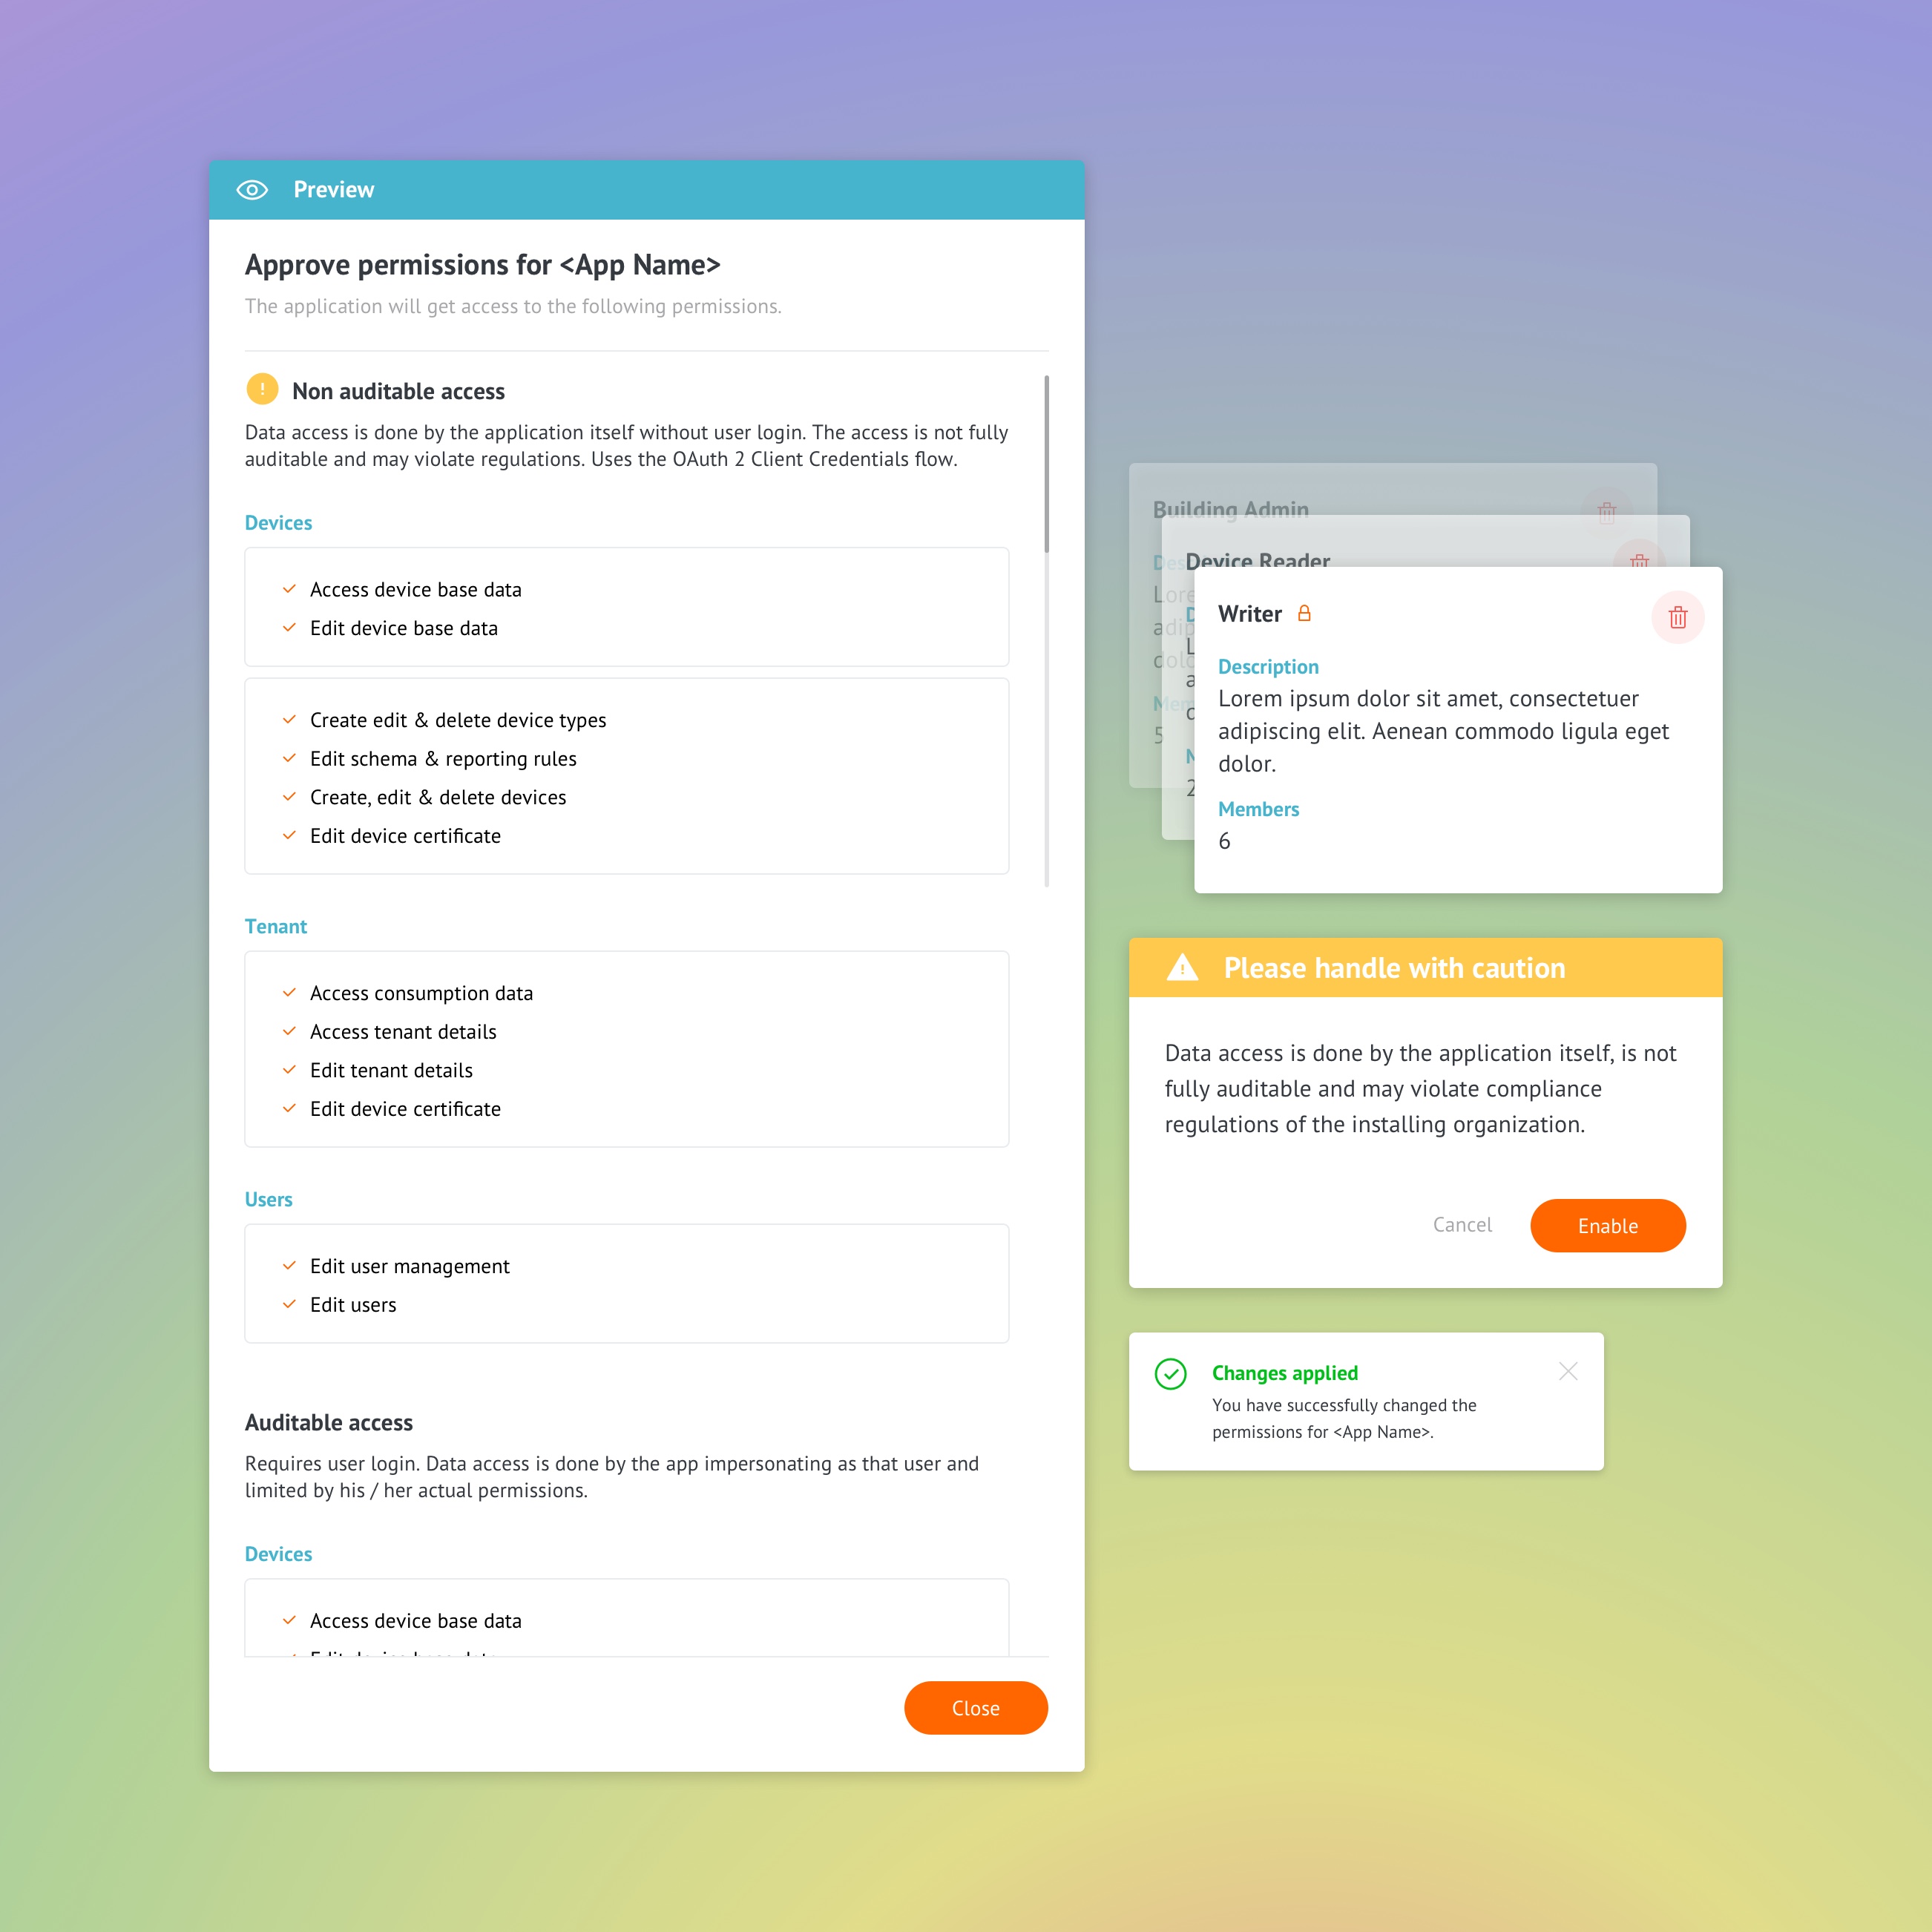 Preview
Approve permissions for <App Name>
The application will get access to the following permissions.
Non auditable access
Data access is done by the application itself without user login. The access is not fully
auditable and may violate regulations. Uses the OAuth 2 Client Credentials flow.
Devices
Access device base data
Edit device base data
Create edit & delete device types
Edit schema & reporting rules
Create, edit & delete devices
Edit device certificate
Tenant
Access consumption data
Access tenant details
Edit tenant details
Edit device certificate
Users
Edit user management
Edit users
Auditable access
Requires user login. Data access is done by the app impersonating as that user and
limited by his / her actual permissions.
Devices
Access device base data
Edit device base data
Close
Building Admin
5
Device Reader
2
Writer
Description
Lorem ipsum dolor sit amet, consectetuer
adipiscing elit. Aenean commodo ligula eget
dolor.
Members
6
Please handle with caution
Data access is done by the application itself, is not
fully auditable and may violate compliance
regulations of the installing organization.
Cancel
Enable
Changes applied
You have successfully changed the
permissions for <App Name>.